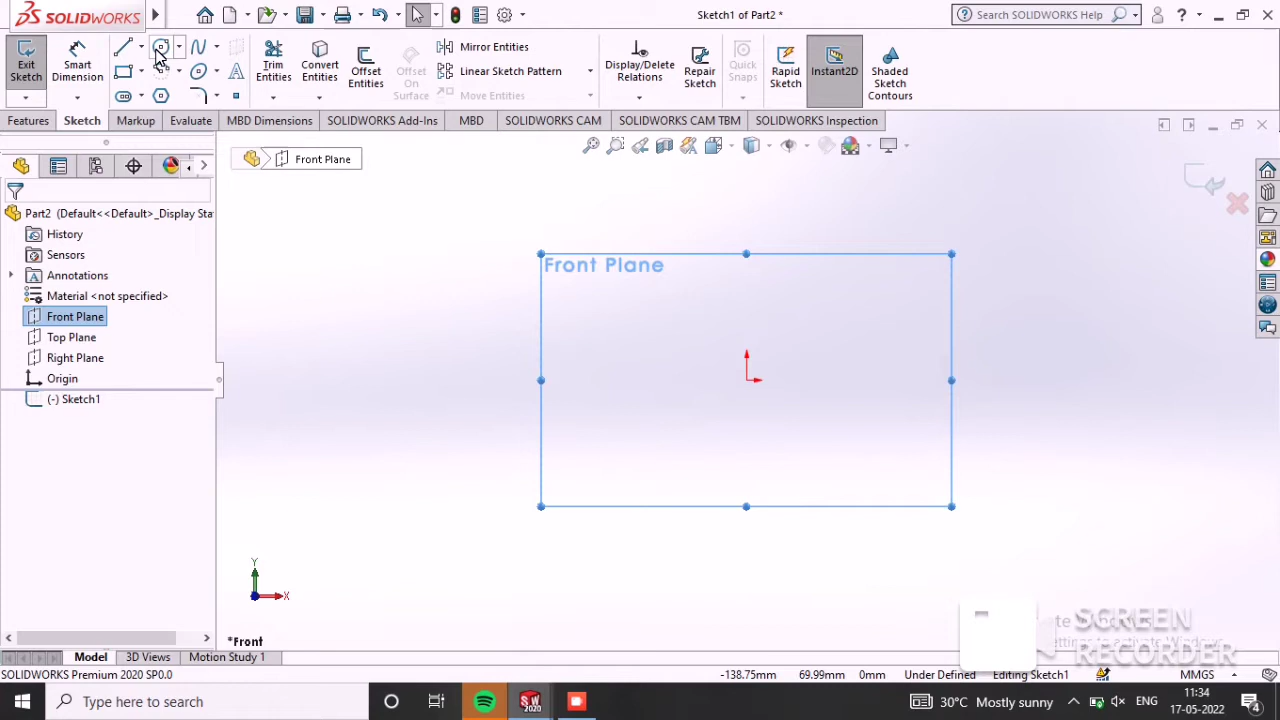 SOLIDWORKS
Sketch1 of Part2 *
Search SOLIDWORKS Help
?
Exit Sketch
Smart Dimension
Trim Entities
Convert Entities
Offset Entities
Offset On Surface
Mirror Entities
Linear Sketch Pattern
Move Entities
Display/Delete Relations
Repair Sketch
Quick Snaps
Rapid Sketch
Instant2D
Shaded Sketch Contours
Features
Sketch
Markup
Evaluate
MBD Dimensions
SOLIDWORKS Add-Ins
MBD
SOLIDWORKS CAM
SOLIDWORKS CAM TBM
SOLIDWORKS Inspection
Front Plane
Part2 (Default<<Default>_Display Sta
History
Sensors
Annotations
Material <not specified>
Front Plane
Top Plane
Right Plane
Origin
(-) Sketch1
Front Plane
Y
X
*Front
SCREEN
RECORDER
Model
3D Views
Motion Study 1
SOLIDWORKS Premium 2020 SP0.0
-138.75mm
69.99mm
0mm
Under Defined
Editing Sketch1
MMGS
Type here to search
30°C Mostly sunny
ENG
11:34
17-05-2022
4